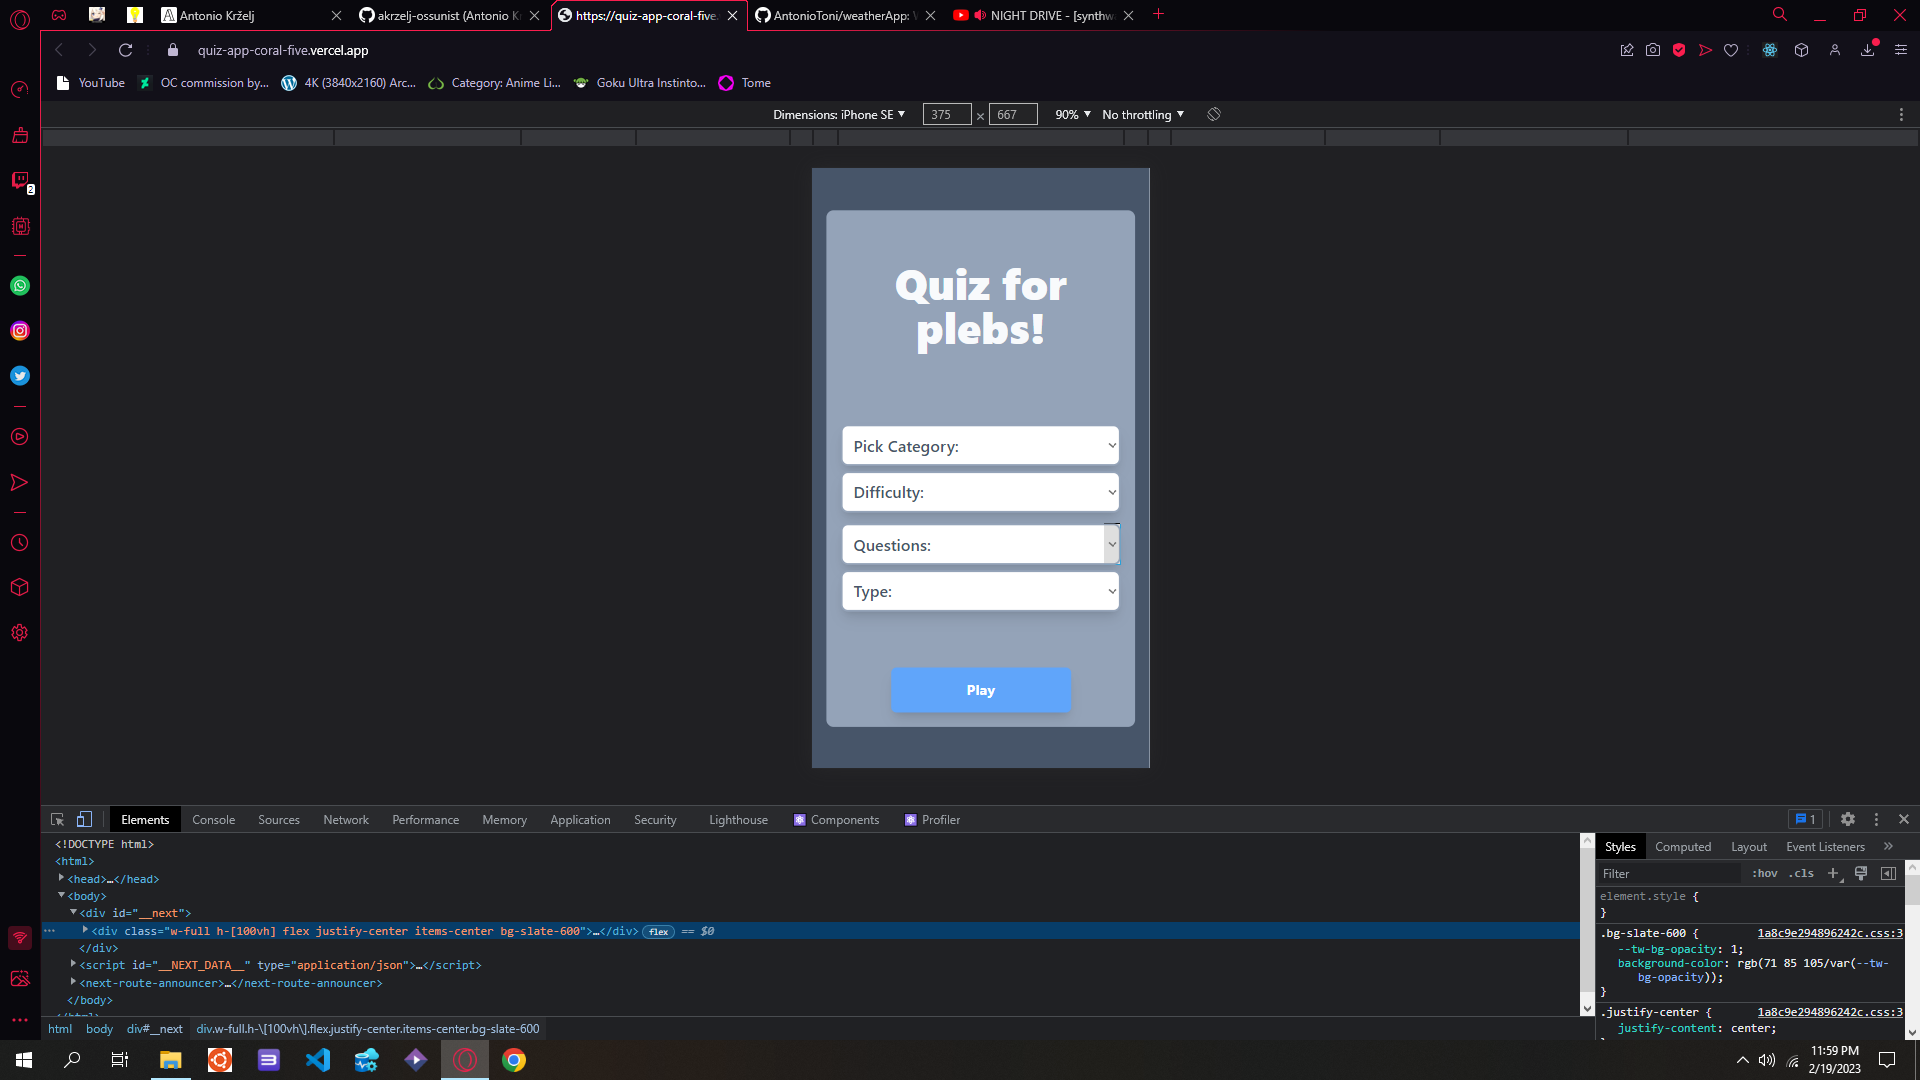 Antonio Krželj
akrzelj-ossunist (Antonio K
https://quiz-app-coral-five.
AntonioToni/weatherApp: W
NIGHT DRIVE - [synthw
quiz-app-coral-five.vercel.app
YouTube
OC commission by...
4K (3840x2160) Arc...
Category: Anime Li...
Goku Ultra Instinto...
Tome
Dimensions: iPhone SE
375 × 667
90%
No throttling
2
Quiz for
plebs!
Pick Category:
Difficulty:
Questions:
Type:
Play
Elements
Console
Sources
Network
Performance
Memory
Application
Security
Lighthouse
Components
Profiler
1
<!DOCTYPE html>
<html>
<head>…</head>
<body>
<div id="__next">
<div class="w-full h-[100vh] flex justify-center items-center bg-slate-600">…</div> flex == $0
</div>
<script id="__NEXT_DATA__" type="application/json">…</script>
<next-route-announcer>…</next-route-announcer>
</body>
html
body
div#__next
div.w-full.h-\[100vh\].flex.justify-center.items-center.bg-slate-600
Styles
Computed
Layout
Event Listeners
Filter
:hov
.cls
element.style {
}
.bg-slate-600 {
1a8c9e294896242c.css:3
--tw-bg-opacity: 1;
background-color: rgb(71 85 105/var(--tw-
bg-opacity));
}
.justify-center {
1a8c9e294896242c.css:3
justify-content: center;
11:59 PM
2/19/2023